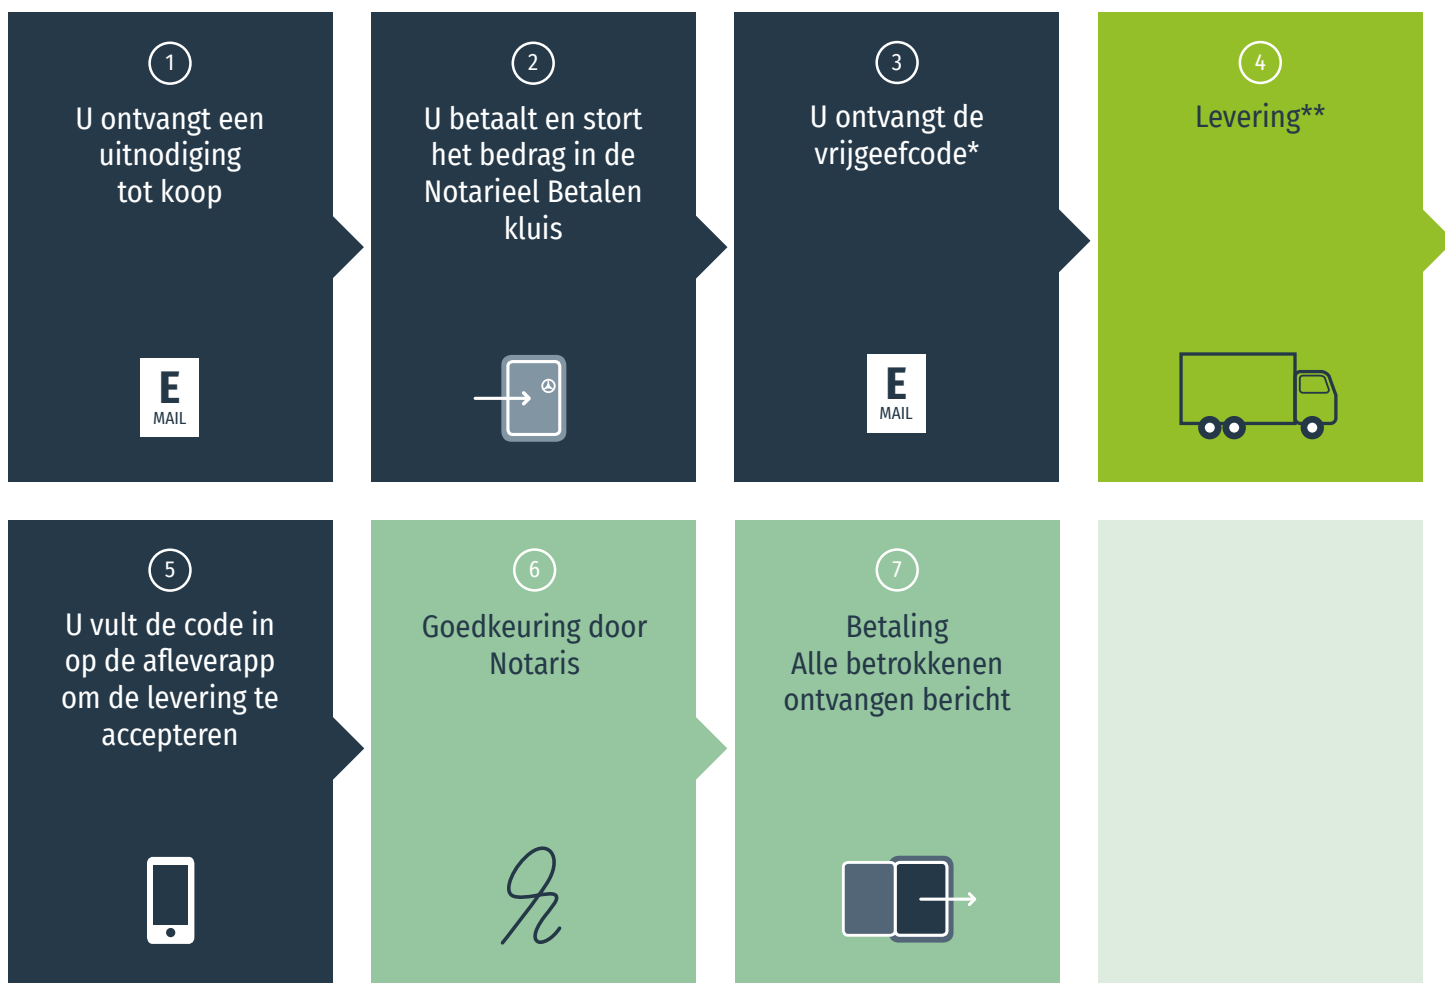 1
U ontvangt een
uitnodiging
tot koop
E
MAIL
2
U betaalt en stort
het bedrag in de
Notarieel Betalen
kluis
3
U ontvangt de
vrijgeefcode*
E
MAIL
4
Levering**
5
U vult de code in
op de afleverapp
om de levering te
accepteren
6
Goedkeuring door
Notaris
7
Betaling
Alle betrokkenen
ontvangen bericht